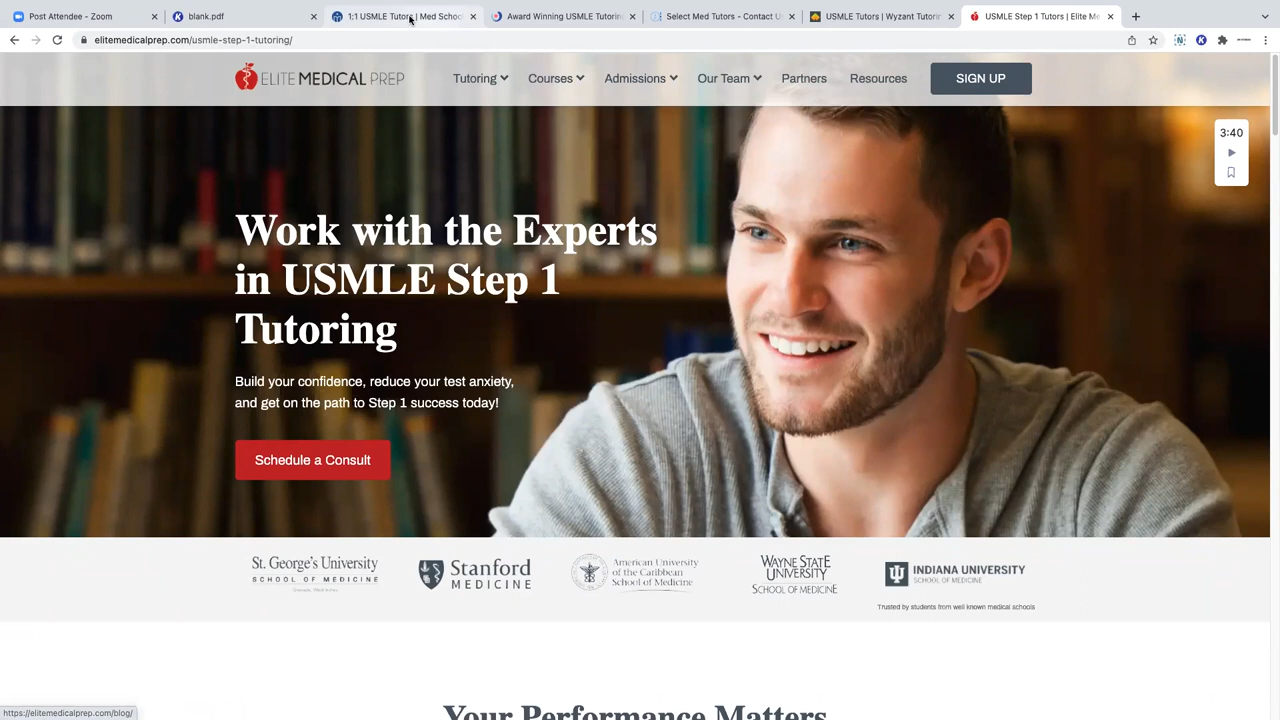 Post Attendee - Zoom
blank.pdf
1:1 USMLE Tutors | Med Schoo
Award Winning USMLE Tutorin
Select Med Tutors - Contact U
USMLE Tutors | Wyzant Tutorin
USMLE Step 1 Tutors | Elite Me
elitemedicalprep.com/usmle-step-1-tutoring/
ELITE MEDICAL PREP
Tutoring
Courses
Admissions
Our Team
Partners
Resources
SIGN UP
3:40
Work with the Experts
in USMLE Step 1
Tutoring
Build your confidence, reduce your test anxiety,
and get on the path to Step 1 success today!
Schedule a Consult
St. George's University
SCHOOL OF MEDICINE
Stanford
MEDICINE
American University
of the Caribbean
School of Medicine
WAYNE STATE
UNIVERSITY
SCHOOL OF MEDICINE
INDIANA UNIVERSITY
SCHOOL OF MEDICINE
Trusted by students from well known medical schools
Your Performance Matters
https://elitemedicalprep.com/blog/